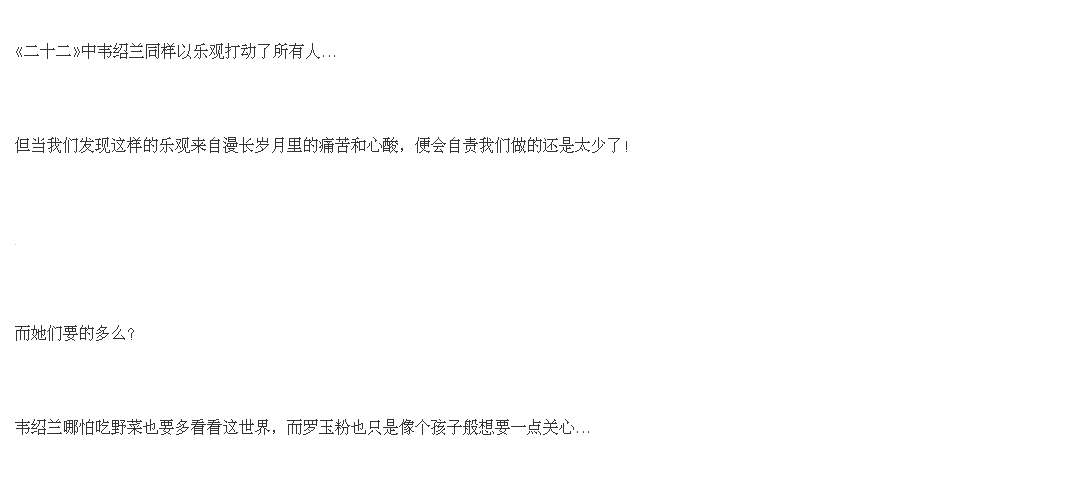 《二十二》中韦绍兰同样以乐观打动了所有人...
但当我们发现这样的乐观来自漫长岁月里的痛苦和心酸，便会自责我们做的还是太少了！
而她们要的多么？
韦绍兰哪怕吃野菜也要多看看这世界，而罗玉粉也只是像个孩子般想要一点关心...